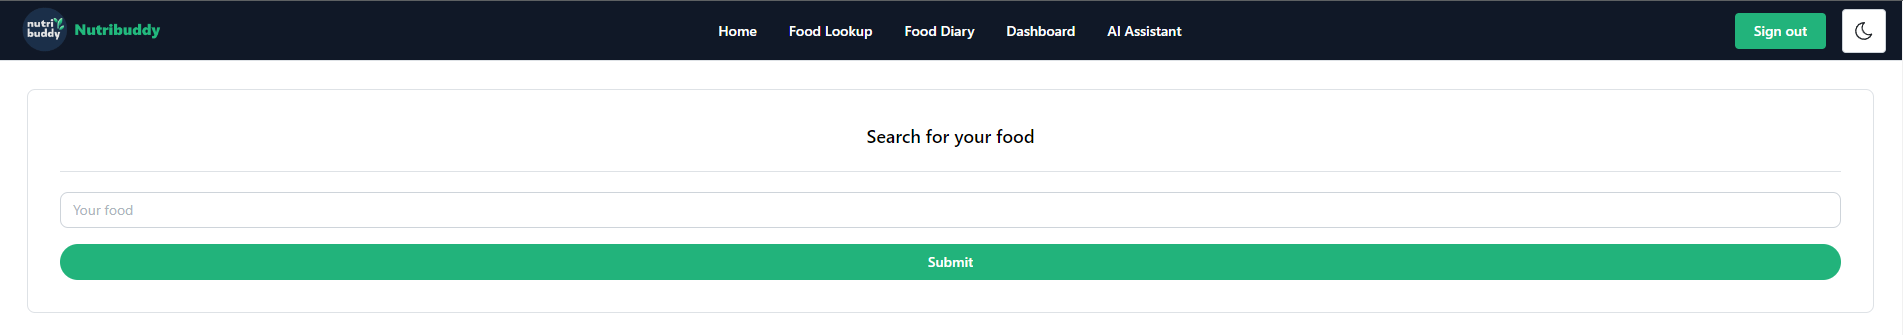 nutri
buddy
Nutribuddy
Home
Food Lookup
Food Diary
Dashboard
AI Assistant
Sign out
Search for your food
Your food
Submit